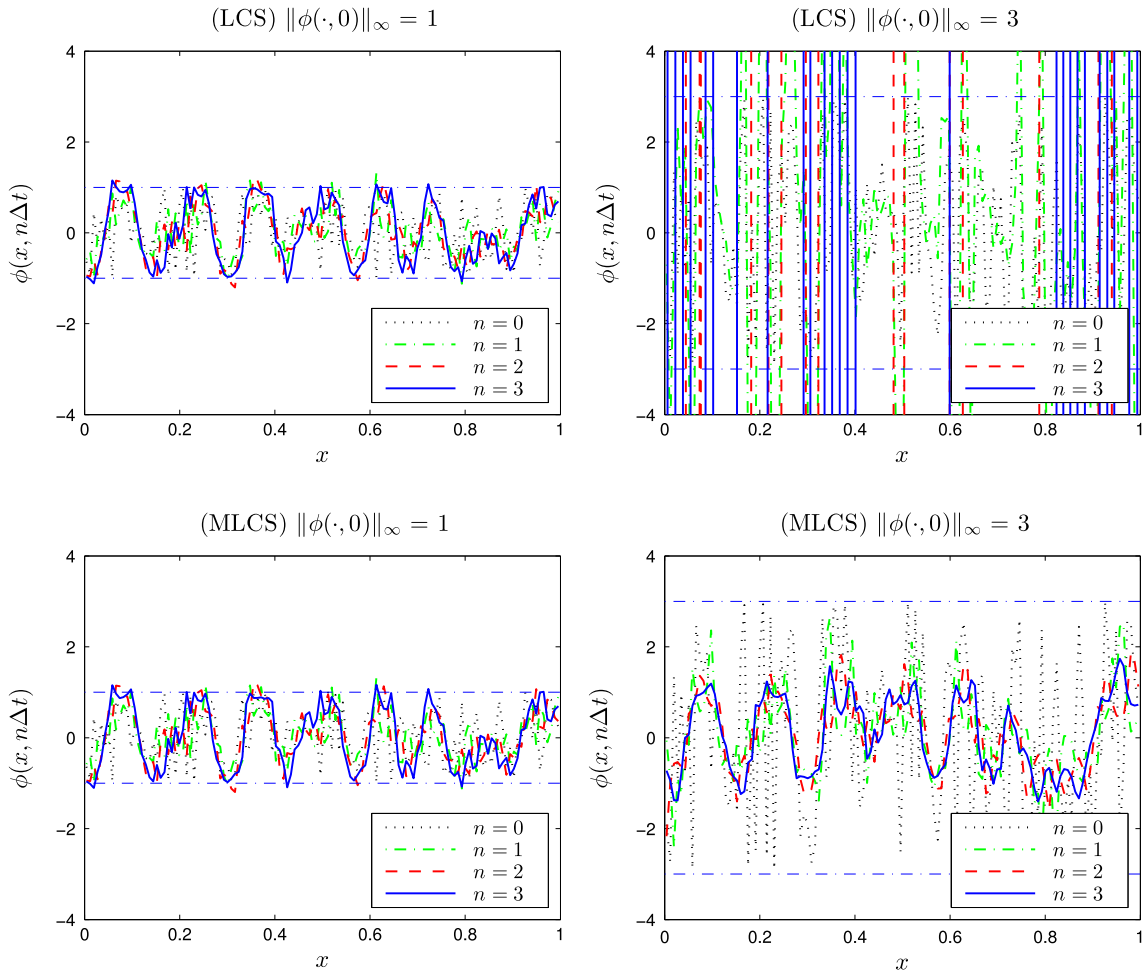 (LCS) ‖ϕ(·, 0)‖∞ = 1
4
2
0
−2
−4
ϕ(x, nΔt)
0
0.2
0.4
0.6
0.8
1
x
n = 0
n = 1
n = 2
n = 3
(LCS) ‖ϕ(·, 0)‖∞ = 3
4
2
0
−2
−4
ϕ(x, nΔt)
0
0.2
0.4
0.6
0.8
1
x
n = 0
n = 1
n = 2
n = 3
(MLCS) ‖ϕ(·, 0)‖∞ = 1
4
2
0
−2
−4
ϕ(x, nΔt)
0
0.2
0.4
0.6
0.8
1
x
n = 0
n = 1
n = 2
n = 3
(MLCS) ‖ϕ(·, 0)‖∞ = 3
4
2
0
−2
−4
ϕ(x, nΔt)
0
0.2
0.4
0.6
0.8
1
x
n = 0
n = 1
n = 2
n = 3